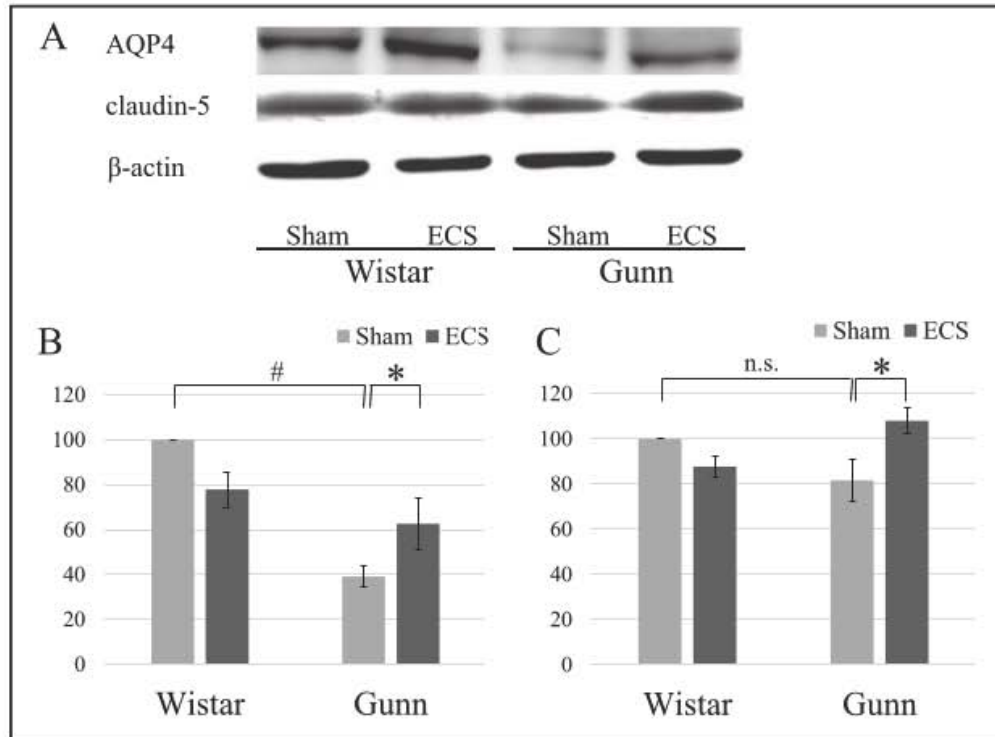 A
AQP4
claudin-5
β-actin
Sham ECS Sham ECS
Wistar Gunn
B
Sham ECS
# *
120
100
80
60
40
20
0
Wistar Gunn
C
Sham ECS
n.s. *
120
100
80
60
40
20
0
Wistar Gunn